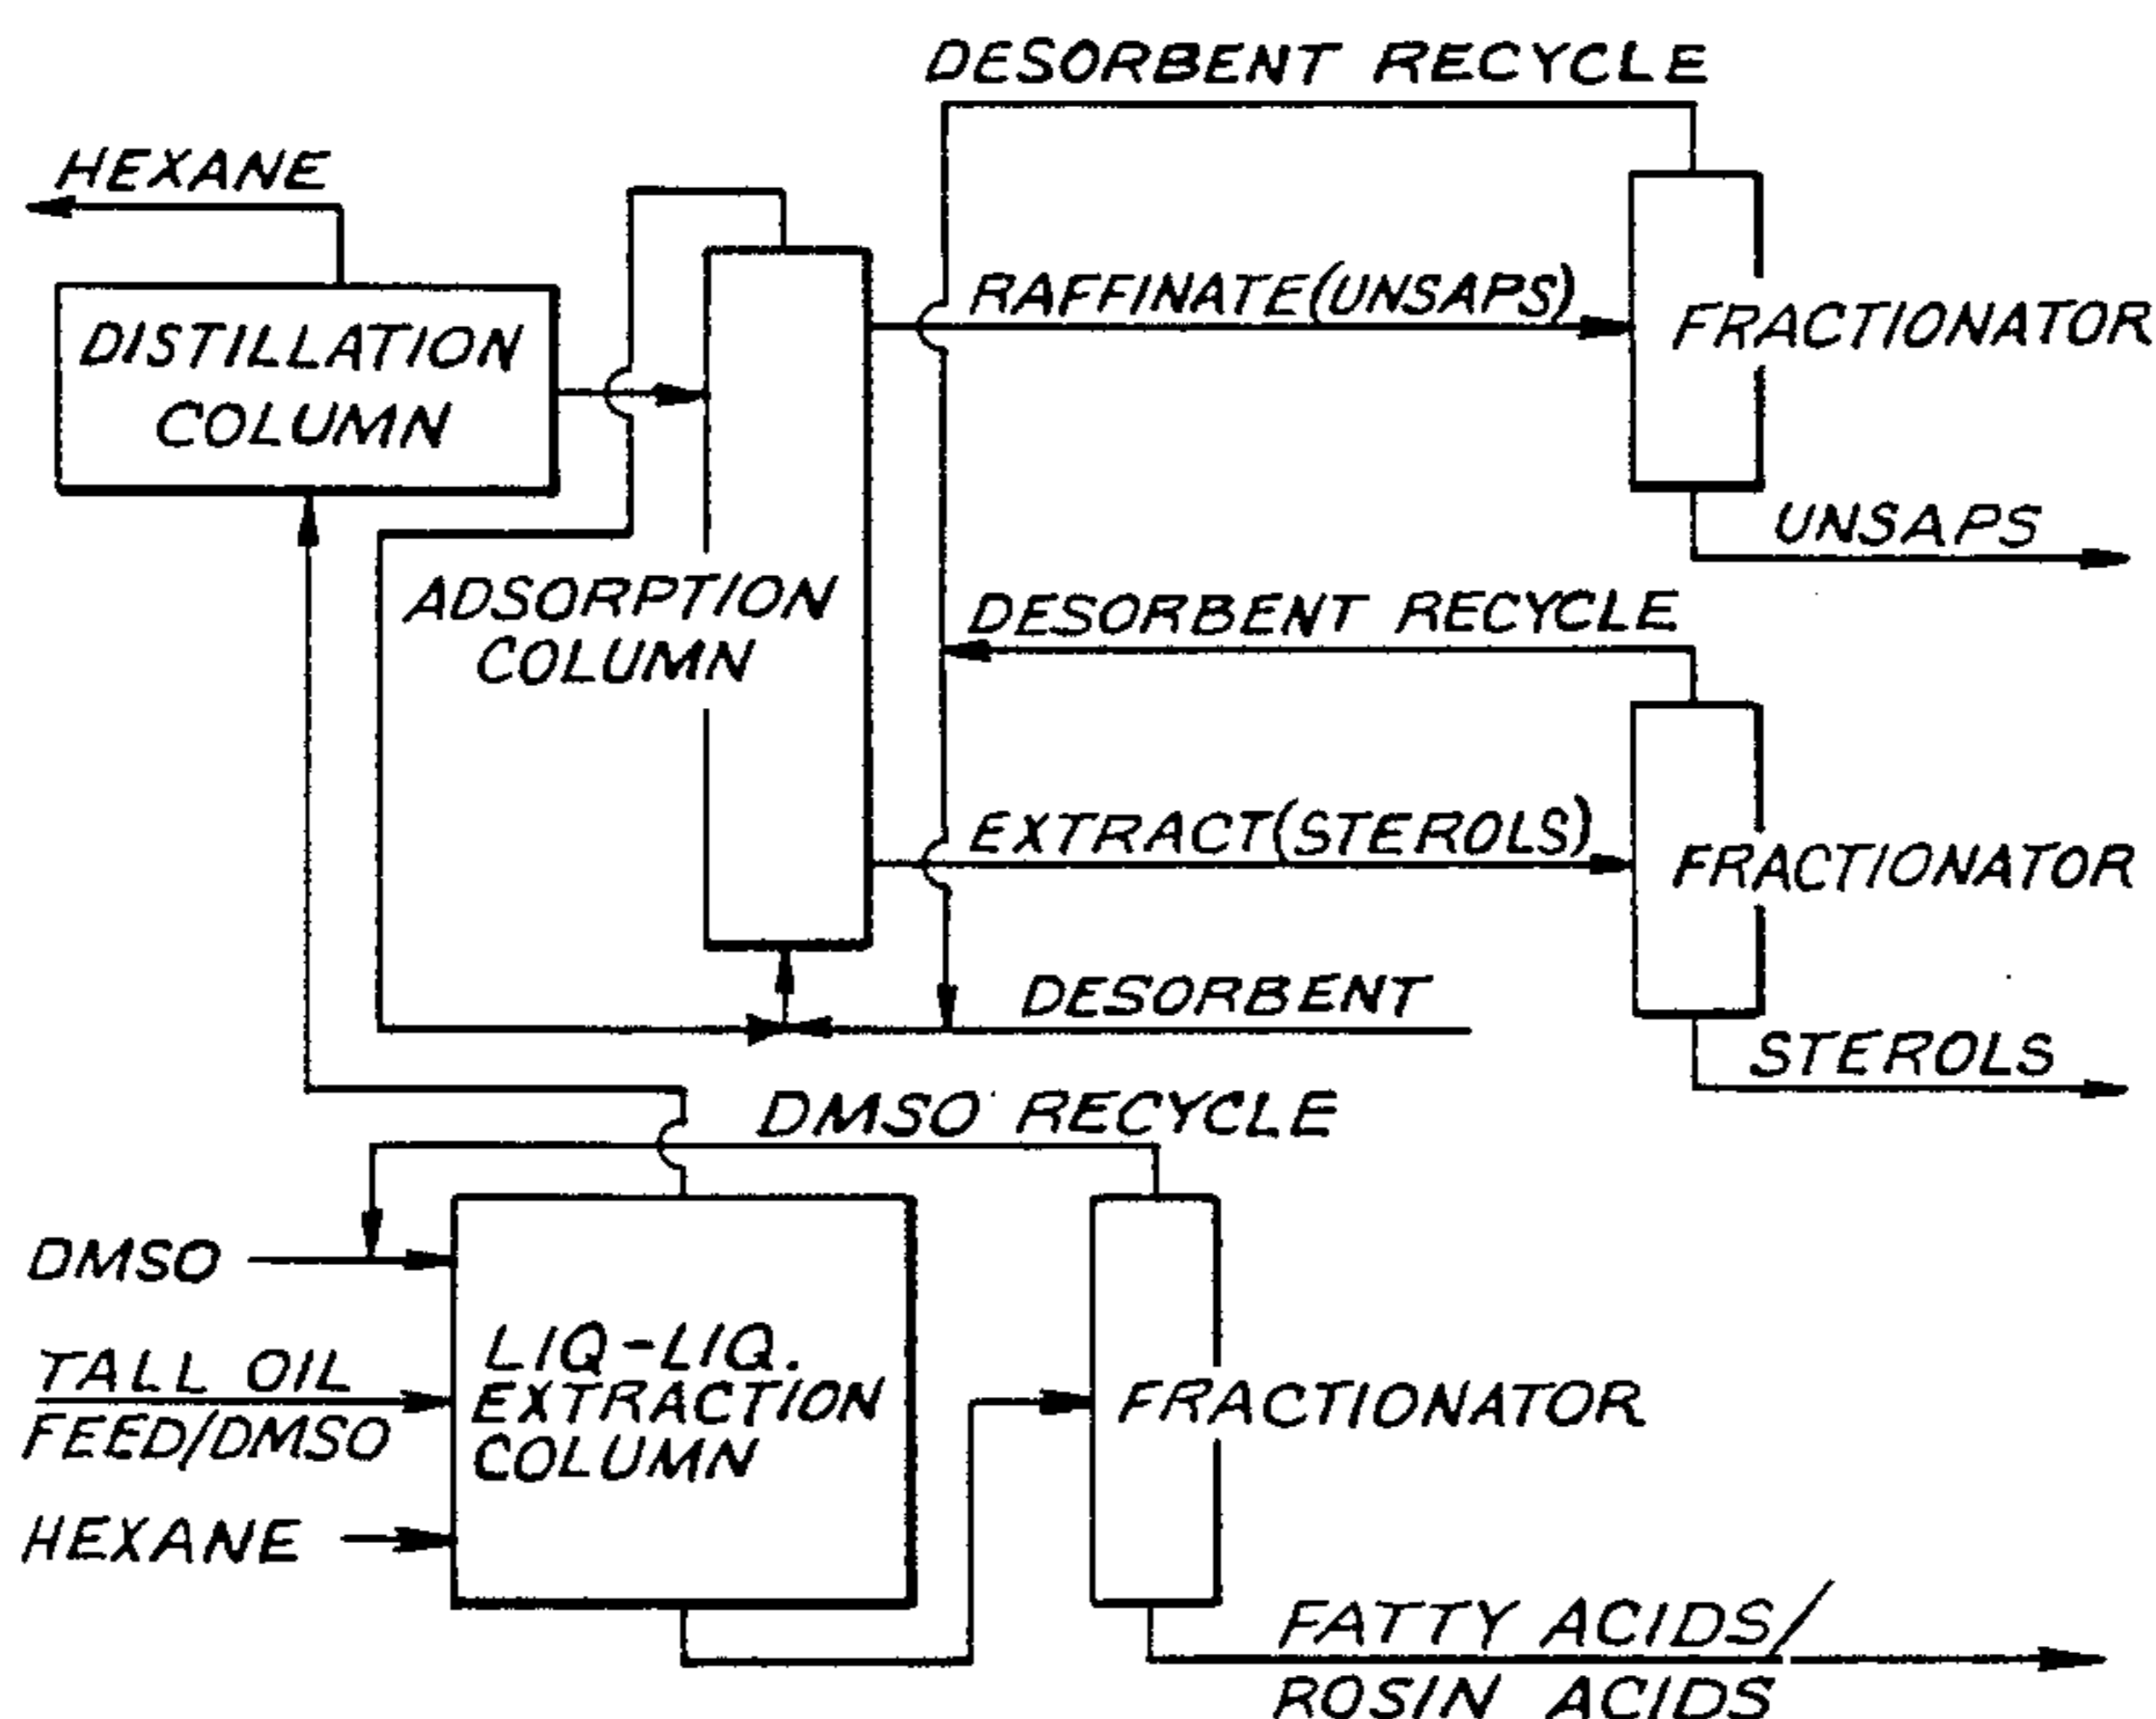 DESORBENT RECYCLE
HEXANE
DISTILLATION
COLUMN
RAFFINATE(UNSAPS)
FRACTIONATOR
UNSAPS
ADSORPTION
COLUMN
DESORBENT RECYCLE
EXTRACT(STEROLS)
FRACTIONATOR
DESORBENT
STEROLS
DMSO RECYCLE
DMSO
TALL OIL
FEED/DMSO
HEXANE
LIQ-LIQ.
EXTRACTION
COLUMN
FRACTIONATOR
FATTY ACIDS/
ROSIN ACIDS